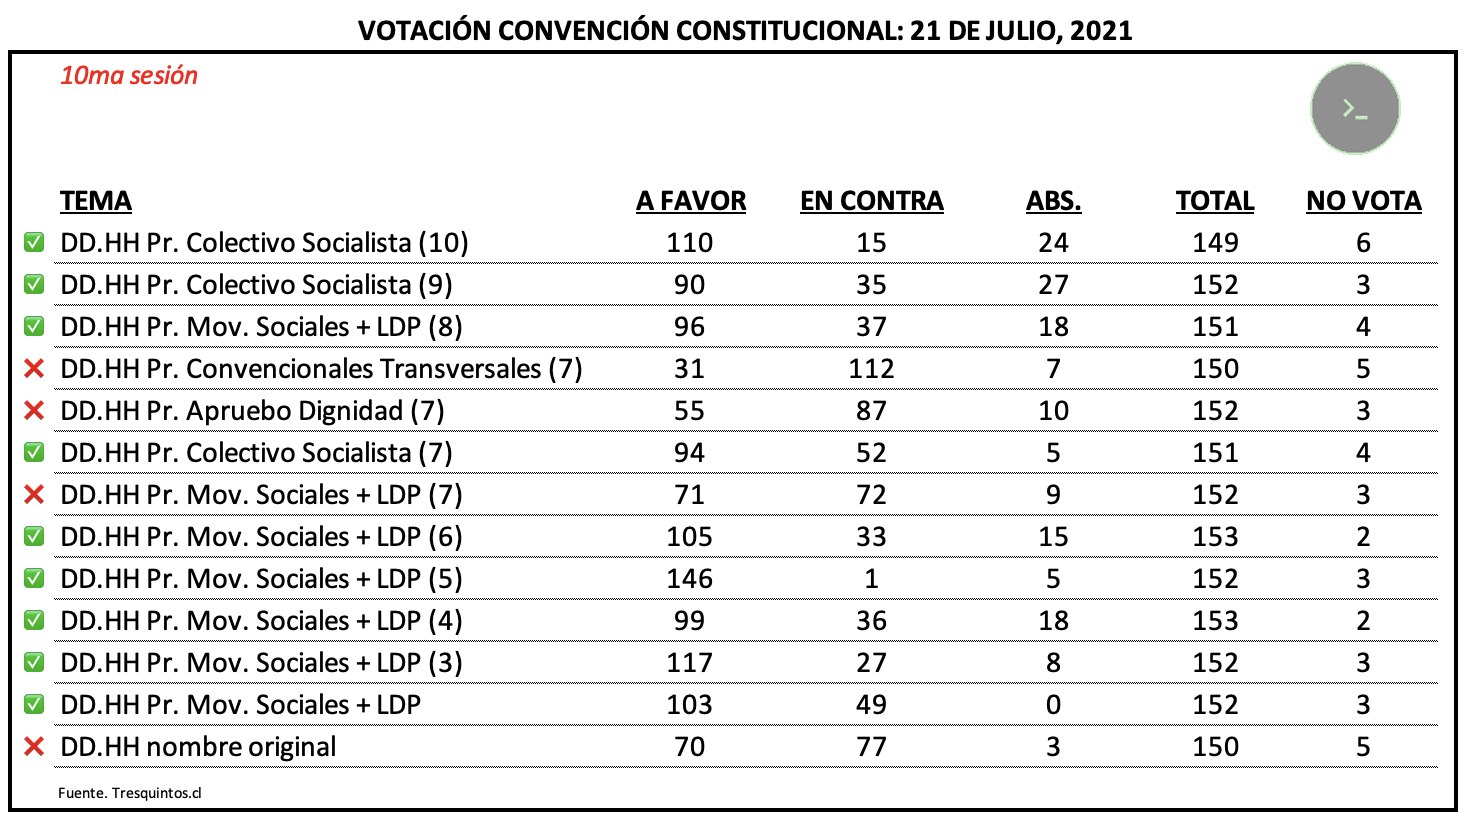 VOTACIÓN CONVENCIÓN CONSTITUCIONAL: 21 DE JULIO, 2021
10ma sesión
>_
TEMA A FAVOR EN CONTRA ABS. TOTAL NO VOTA
✅ DD.HH Pr. Colectivo Socialista (10) 110 15 24 149 6
✅ DD.HH Pr. Colectivo Socialista (9) 90 35 27 152 3
✅ DD.HH Pr. Mov. Sociales + LDP (8) 96 37 18 151 4
❌ DD.HH Pr. Convencionales Transversales (7) 31 112 7 150 5
❌ DD.HH Pr. Apruebo Dignidad (7) 55 87 10 152 3
✅ DD.HH Pr. Colectivo Socialista (7) 94 52 5 151 4
❌ DD.HH Pr. Mov. Sociales + LDP (7) 71 72 9 152 3
✅ DD.HH Pr. Mov. Sociales + LDP (6) 105 33 15 153 2
✅ DD.HH Pr. Mov. Sociales + LDP (5) 146 1 5 152 3
✅ DD.HH Pr. Mov. Sociales + LDP (4) 99 36 18 153 2
✅ DD.HH Pr. Mov. Sociales + LDP (3) 117 27 8 152 3
✅ DD.HH Pr. Mov. Sociales + LDP 103 49 0 152 3
❌ DD.HH nombre original 70 77 3 150 5
Fuente. Tresquintos.cl